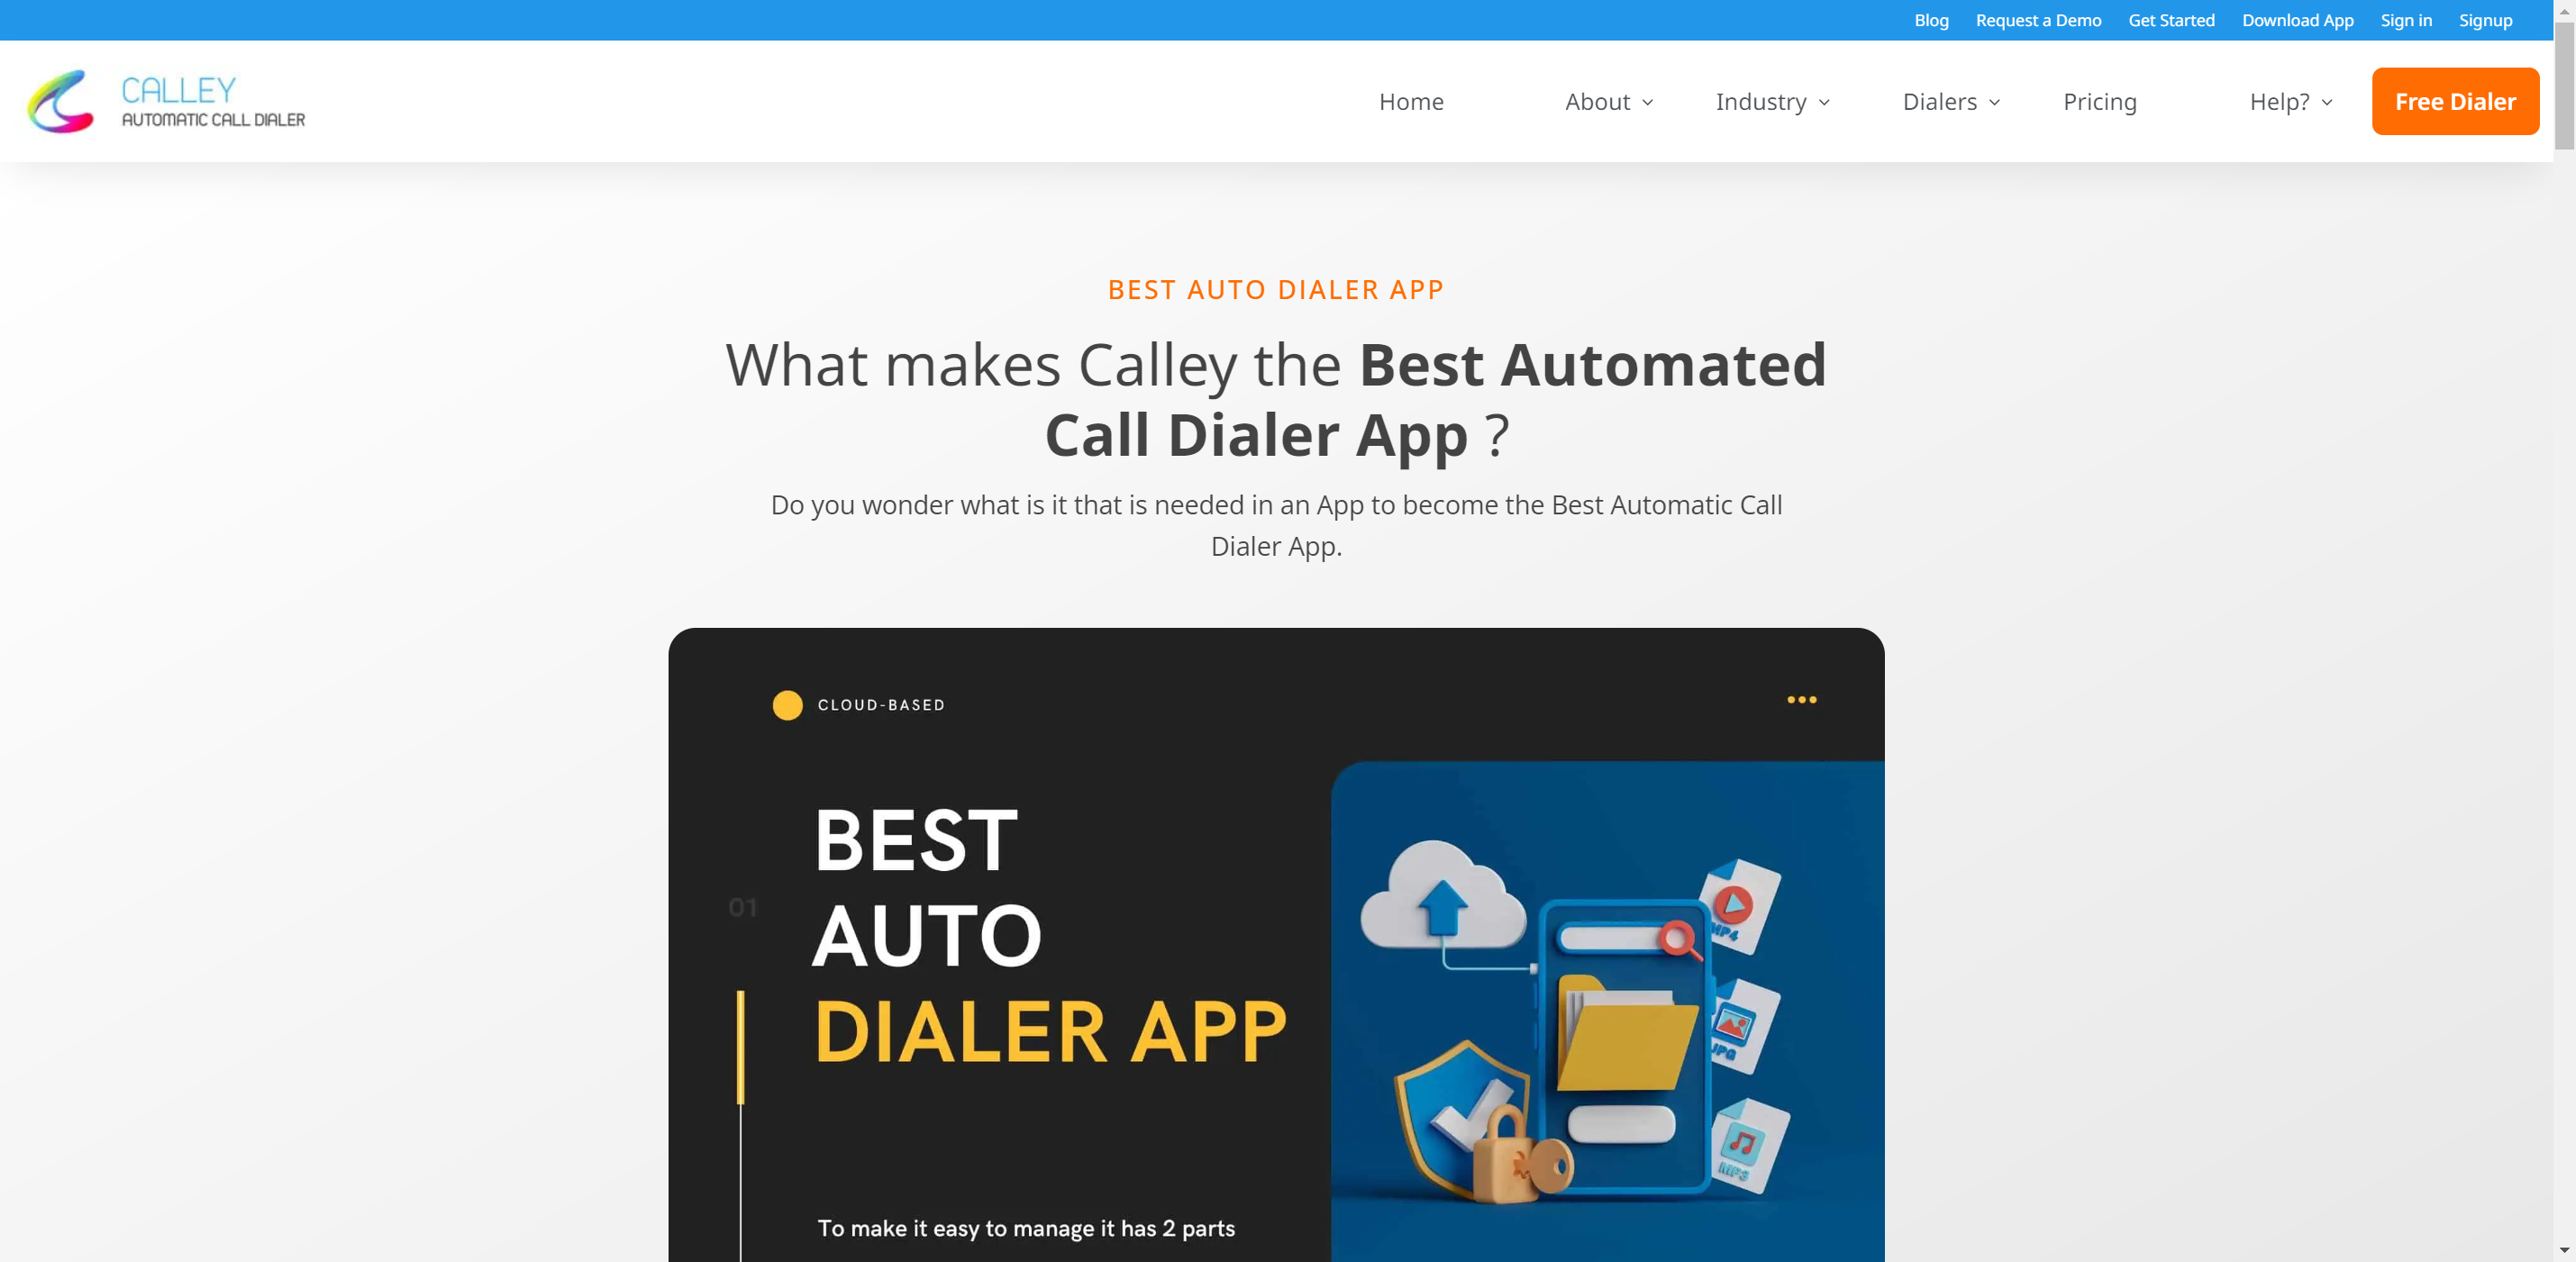 Blog Request a Demo Get Started Download App Sign in Signup
CALLEY
AUTOMATIC CALL DIALER
Home About Industry Dialers Pricing Help? Free Dialer
BEST AUTO DIALER APP
What makes Calley the Best Automated
Call Dialer App ?
Do you wonder what is it that is needed in an App to become the Best Automatic Call
Dialer App.
CLOUD-BASED
BEST
AUTO
DIALER APP
01
To make it easy to manage it has 2 parts
MP4
JPG
MP3